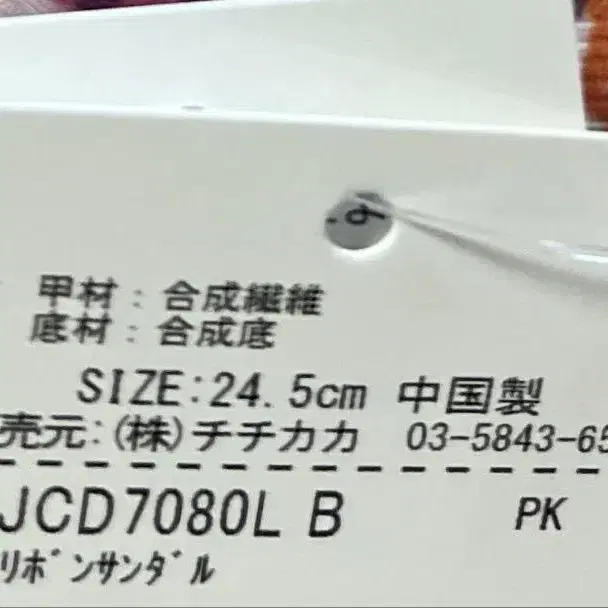 甲材：合成繊維
底材：合成底
SIZE:24.5cm 中国製
売元:(株)チチカカ 03-5843-65
JCD7080L B PK
リボンサンダル